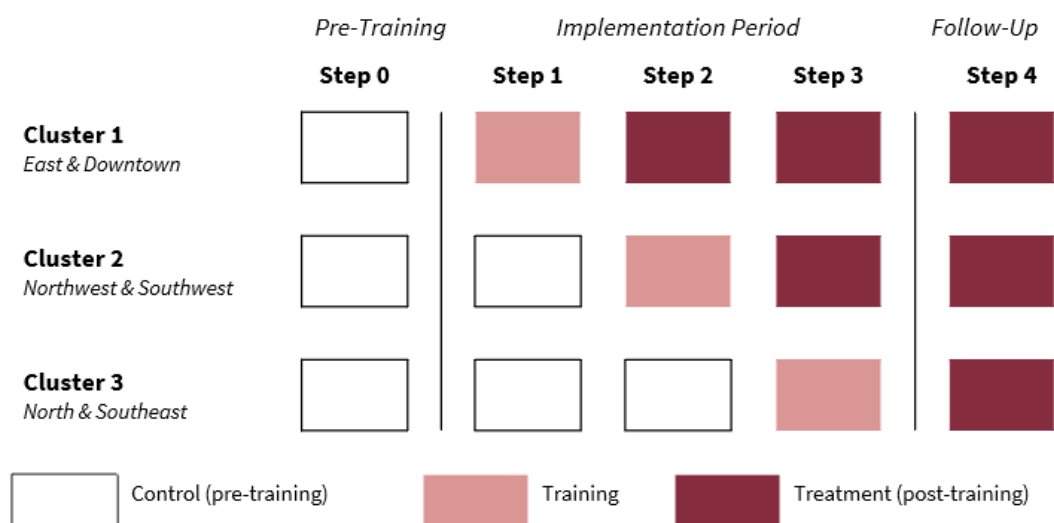 Pre-Training Implementation Period Follow-Up
Step 0 Step 1 Step 2 Step 3 Step 4
Cluster 1
East & Downtown
Cluster 2
Northwest & Southwest
Cluster 3
North & Southeast
Control (pre-training) Training Treatment (post-training)